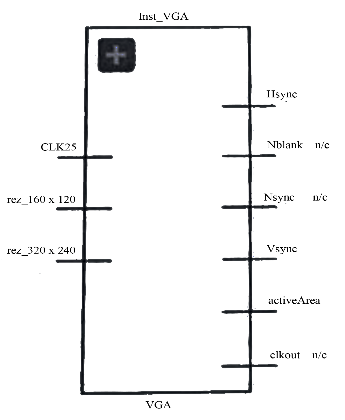 Inst_VGA
Hsync
CLK25
Nblank n/c
rez_160 x 120
Nsync n/c
rez_320 x 240
Vsync
activeArea
clkout n/c
VGA